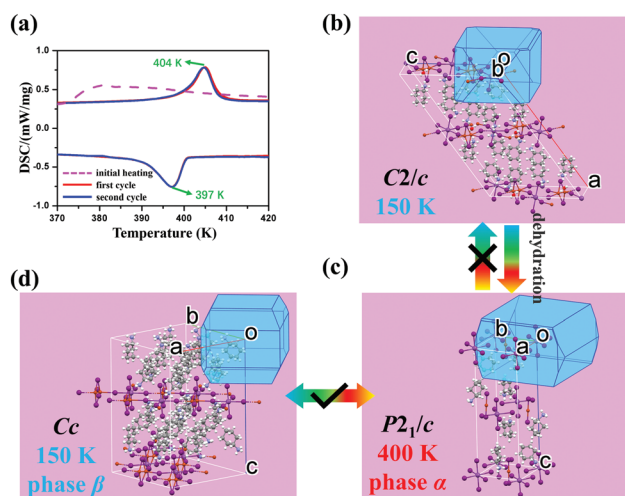 (a)
1.0
0.5
0.0
-0.5
-1.0
DSC/(mW/mg)
404 K
397 K
initial heating
first cycle
second cycle
370 380 390 400 410 420
Temperature (K)
(b)
c
o
b
a
C2/c
150 K
dehydration
(d)
b
a
o
c
Cc
150 K
phase β
(c)
b
o
a
c
P2₁/c
400 K
phase α